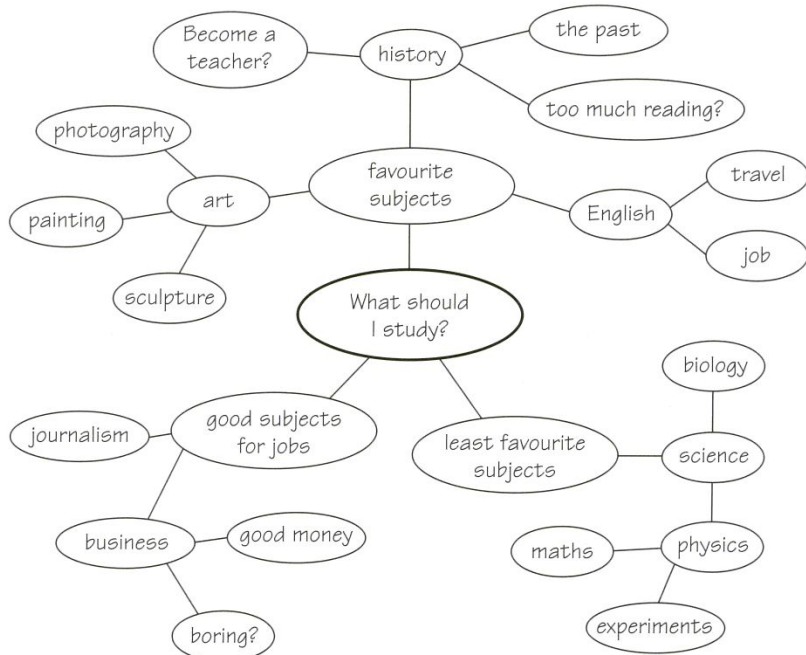 Become a
teacher?
history
the past
too much reading?
photography
painting
art
sculpture
favourite
subjects
English
travel
job
What should
I study?
journalism
good subjects
for jobs
business
good money
boring?
least favourite
subjects
biology
science
maths
physics
experiments